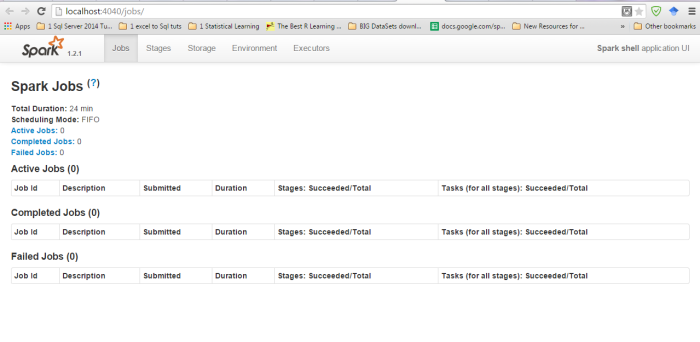 localhost:4040/jobs/
Apps 1 Sql Server 2014 Tu... 1 excel to Sql tuts 1 Statistical Learning The Best R Learning ... BIG DataSets downl... docs.google.com/sp... New Resources for ... » Other bookmarks
Spark 1.2.1 Jobs Stages Storage Environment Executors Spark shell application UI
Spark Jobs (?)
Total Duration: 24 min
Scheduling Mode: FIFO
Active Jobs: 0
Completed Jobs: 0
Failed Jobs: 0
Active Jobs (0)
Job Id Description Submitted Duration Stages: Succeeded/Total Tasks (for all stages): Succeeded/Total
Completed Jobs (0)
Job Id Description Submitted Duration Stages: Succeeded/Total Tasks (for all stages): Succeeded/Total
Failed Jobs (0)
Job Id Description Submitted Duration Stages: Succeeded/Total Tasks (for all stages): Succeeded/Total